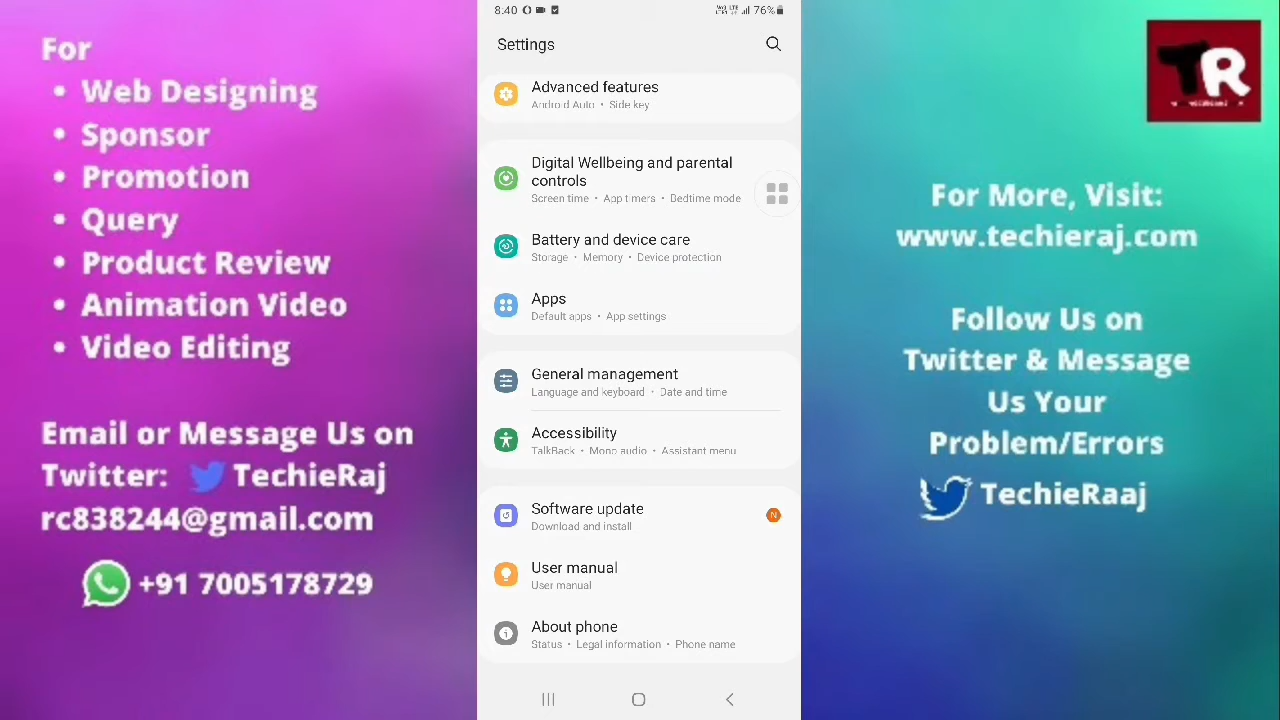 For
• Web Designing
• Sponsor
• Promotion
• Query
• Product Review
• Animation Video
• Video Editing
Email or Message Us on
Twitter: TechieRaj
rc838244@gmail.com
+91 7005178729
8:40
76%
Settings
Advanced features
Android Auto • Side key
Digital Wellbeing and parental
controls
Screen time • App t mers • Bedtime mode
Battery and device care
Storage • Memory • Device protection
Apps
Default apps • App settings
General management
Language and keyboard • Date and time
Accessibility
TalkBack • Mono audio • Assistant menu
Software update
N
Download and install
User manual
User manual
About phone
Status • Legal information • Phone name
TR
For More, Visit:
www.techieraj.com
Follow Us on
Twitter & Message
Us Your
Problem/Errors
TechieRaaj